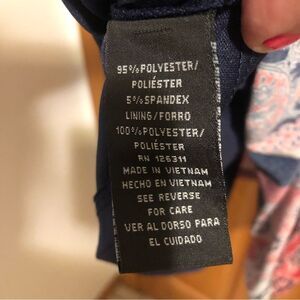 95%POLYESTER/
POLIÉSTER
5%SPANDEX
LINING/FORRO
100%POLYESTER/
POLIÉSTER
RN 126311
MADE IN VIETNAM
HECHO EN VIETNAM
SEE REVERSE
FOR CARE
VER AL DORSO PARA
EL CUIDADO